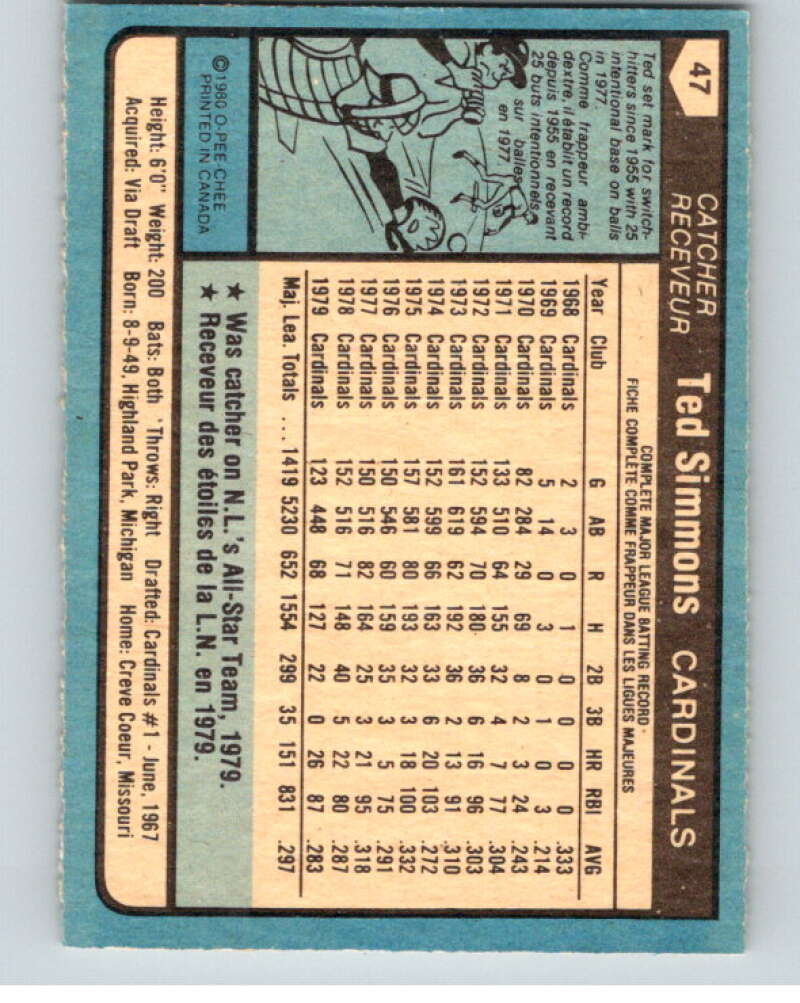 47
CATCHER
RECEVEUR
Ted Simmons CARDINALS
Ted set mark for switch-
hitters since 1955 with 25
intentional base on balls
in 1977.
Comme frappeur ambi-
dextre, il établit un record
depuis 1955 en recevant
25 buts intentionnels
sur balles
en 1977.
© 1980 O-PEE CHEE
PRINTED IN CANADA
COMPLETE MAJOR LEAGUE BATTING RECORD ·
FICHE COMPLÈTE COMME FRAPPEUR DANS LES LIGUES MAJEURES
Year Club G AB R H 2B 3B HR RBI AVG
1968 Cardinals 2 3 0 1 0 0 0 0 .333
1969 Cardinals 5 14 0 3 0 1 0 3 .214
1970 Cardinals 82 284 29 69 8 2 3 24 .243
1971 Cardinals 133 510 64 155 32 4 7 77 .304
1972 Cardinals 152 594 70 180 36 6 16 96 .303
1973 Cardinals 161 619 62 192 36 2 13 91 .310
1974 Cardinals 152 599 66 163 33 6 20 103 .272
1975 Cardinals 157 581 80 193 32 3 18 100 .332
1976 Cardinals 150 546 60 159 35 3 5 75 .291
1977 Cardinals 150 516 82 164 25 3 21 95 .318
1978 Cardinals 152 516 71 148 40 5 22 80 .287
1979 Cardinals 123 448 68 127 22 0 26 87 .283
Maj. Lea. Totals ... 1419 5230 652 1554 299 35 151 831 .297
★ Was catcher on N.L.'s All-Star Team, 1979.
★ Receveur des étoiles de la L.N. en 1979.
Height: 6'0" Weight: 200 Bats: Both Throws: Right Drafted: Cardinals #1 - June, 1967
Acquired: Via Draft Born: 8-9-49, Highland Park, Michigan Home: Creve Coeur, Missouri